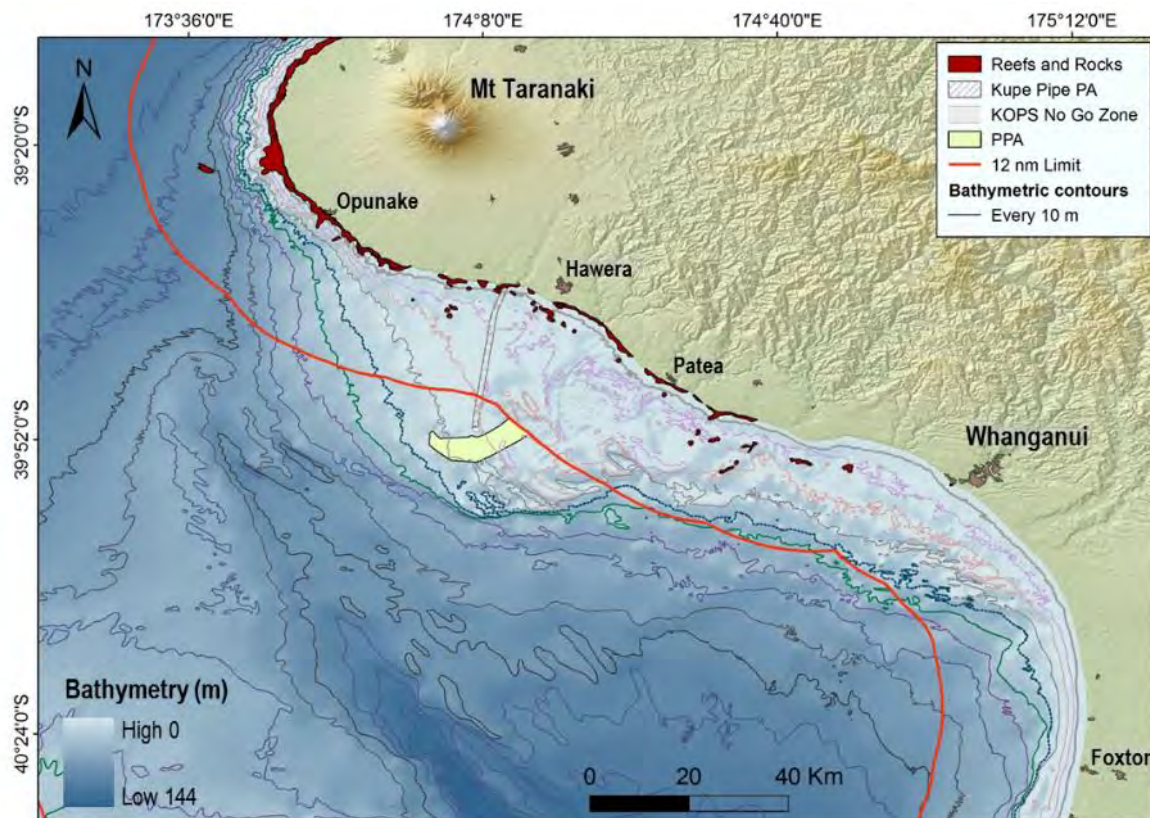 173°36'0"E
174°8'0"E
174°40'0"E
175°12'0"E
N
Mt Taranaki
Reefs and Rocks
Kupe Pipe PA
KOPS No Go Zone
PPA
12 nm Limit
Bathymetric contours
Every 10 m
39°20'0"S
Opunake
Hawera
Patea
39°52'0"S
Whanganui
Bathymetry (m)
High 0
Low 144
40°24'0"S
0 20 40 Km
Foxton